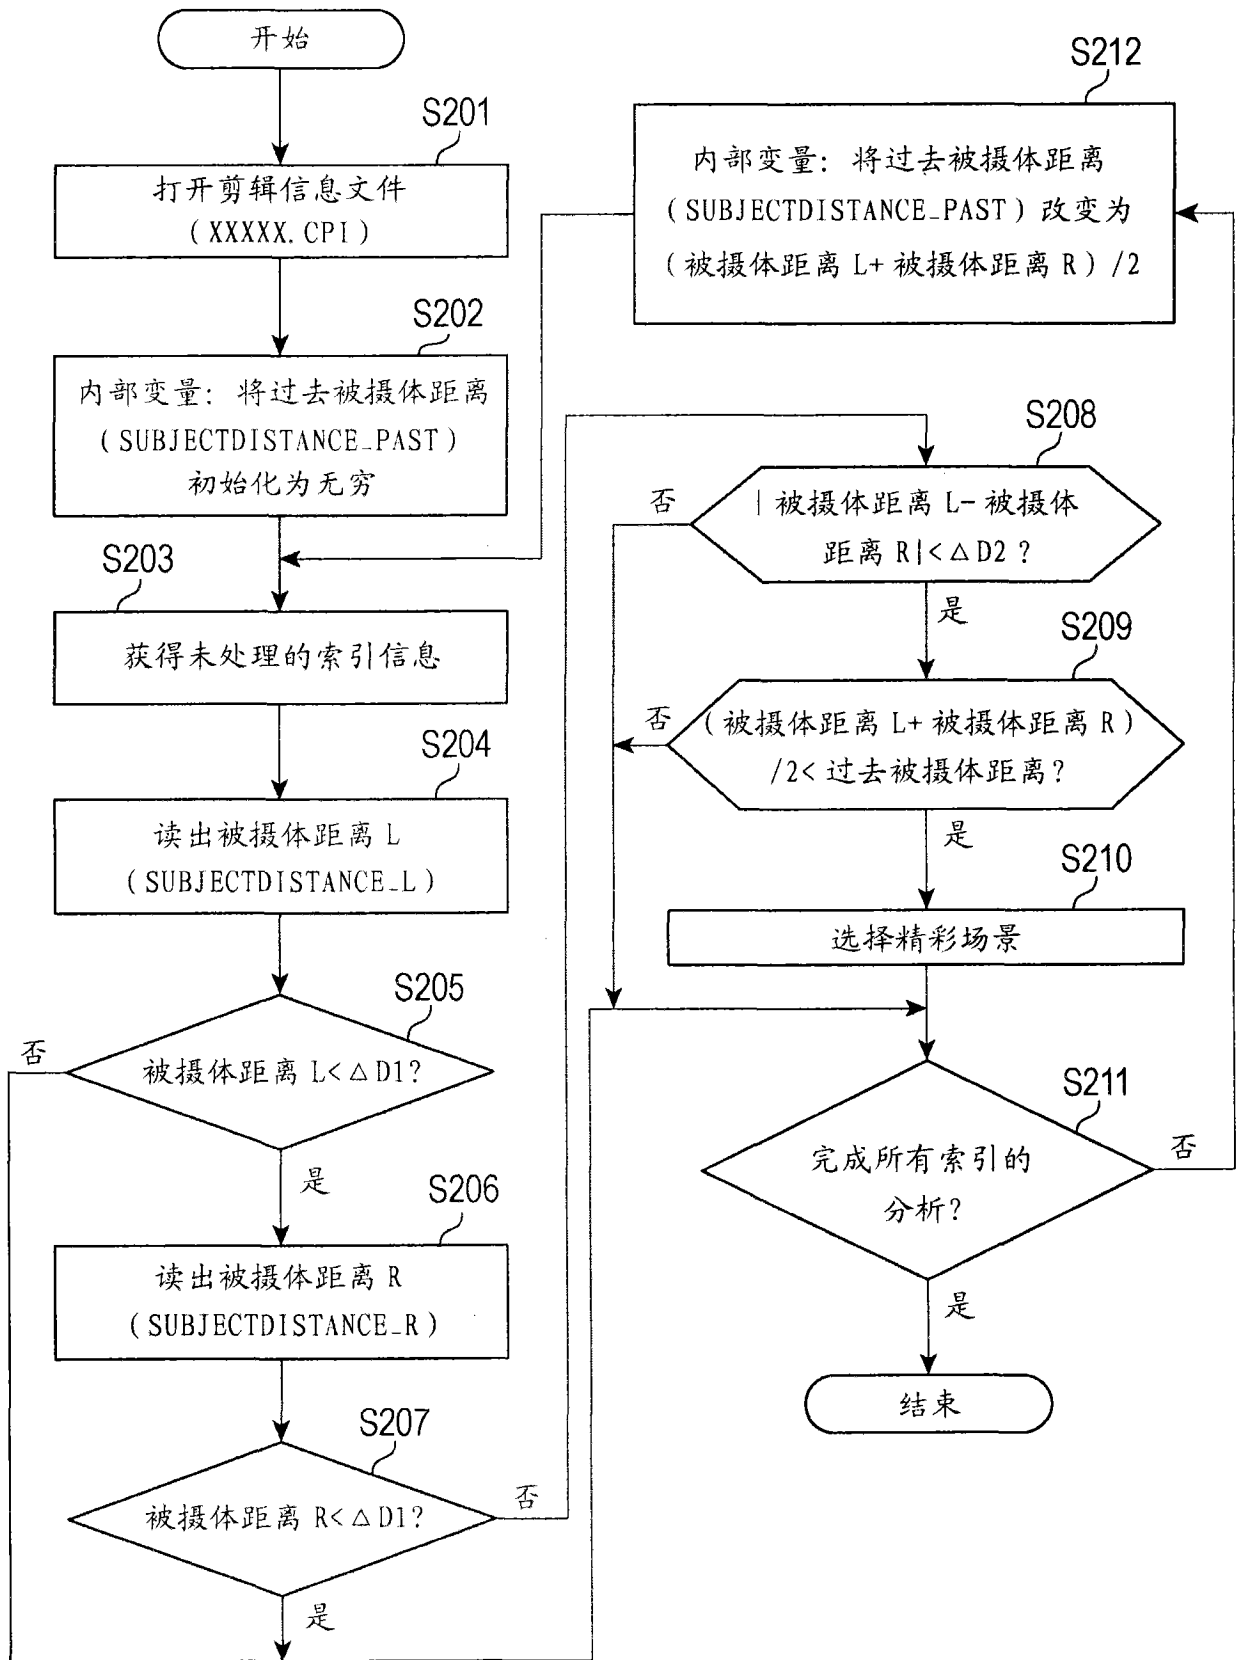 开始
S201
打开剪辑信息文件
(XXXXX.CPI)
S202
内部变量：将过去被摄体距离
(SUBJECTDISTANCE_PAST)
初始化为无穷
S203
获得未处理的索引信息
S204
读出被摄体距离 L
(SUBJECTDISTANCE_L)
S205
否
被摄体距离 L<△D1?
是
S206
读出被摄体距离 R
(SUBJECTDISTANCE_R)
S207
被摄体距离 R<△D1?
否
是
S212
内部变量：将过去被摄体距离
(SUBJECTDISTANCE_PAST)改变为
(被摄体距离 L+被摄体距离 R)/2
S208
否
|被摄体距离 L-被摄体
距离 R|<△D2?
是
S209
否
(被摄体距离 L+被摄体距离 R)
/2<过去被摄体距离?
是
S210
选择精彩场景
S211
完成所有索引的
分析?
否
是
结束